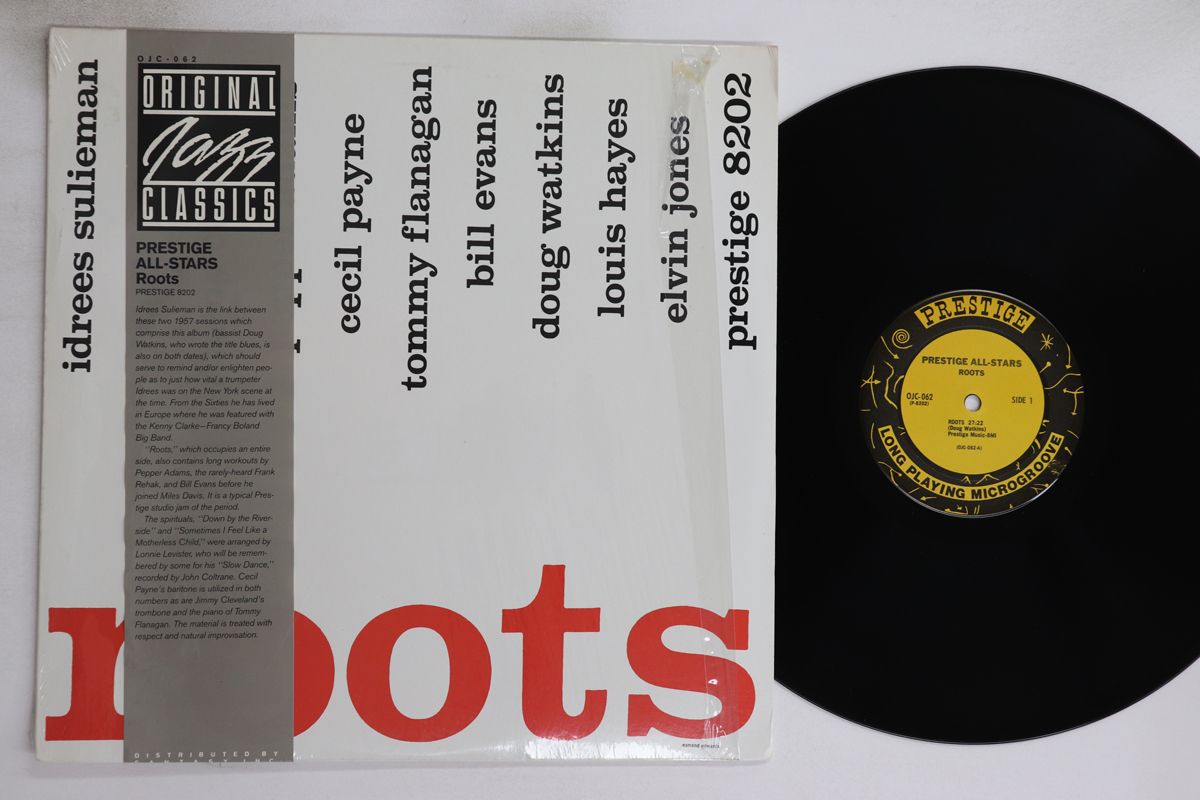 idrees sulieman
OJC-062
ORIGINAL
Jazz
CLASSICS
PRESTIGE
ALL-STARS
Roots
PRESTIGE 8202
Idrees Sulieman is the link between
these two 1957 sessions which
comprise this album (bassist Doug
Watkins, who wrote the title blues, is
also on both dates), which should
serve to remind and/or enlighten peo-
ple as to just how vital a trumpeter
Idrees was on the New York scene at
the time. From the Sixties he has lived
in Europe where he was featured with
the Kenny Clarke–Francy Boland
Big Band.
"Roots," which occupies an entire
side, also contains long workouts by
Pepper Adams, the rarely-heard Frank
Rehak, and Bill Evans before he
joined Miles Davis. It is a typical Pres-
tige studio jam of the period.
The spirituals, "Down by the River-
side" and "Sometimes I Feel Like a
Motherless Child," were arranged by
Lonnie Levister, who will be remem-
bered by some for his "Slow Dance,"
recorded by John Coltrane. Cecil
Payne's baritone is utilized in both
numbers as are Jimmy Cleveland's
trombone and the piano of Tommy
Flanagan. The material is treated with
respect and natural improvisation.
DISTRIBUTED BY
FANTASY, INC.
cecil payne
tommy flanagan
bill evans
doug watkins
louis hayes
elvin jones
prestige 8202
roots
esmond edwards
PRESTIGE
PRESTIGE ALL-STARS
ROOTS
OJC-062
(P-8202)
SIDE 1
ROOTS 27:22
(Doug Watkins)
Prestige Music-BMI
(OJC-062-A)
LONG PLAYING MICROGROOVE